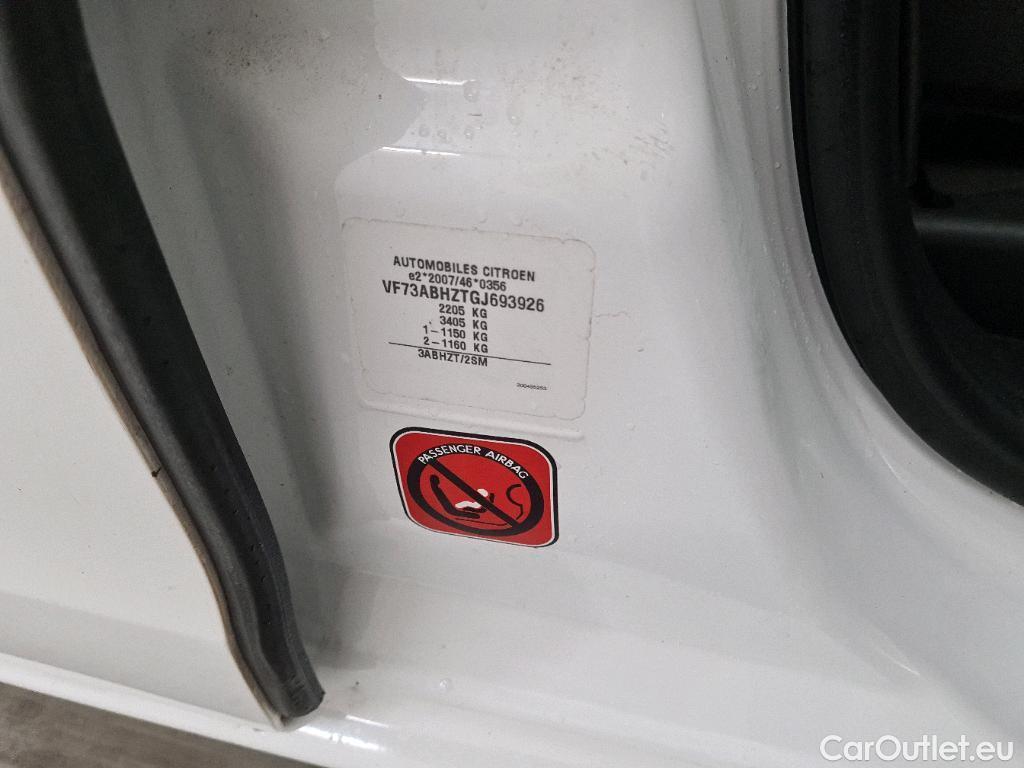 AUTOMOBILES CITROEN
e2*2007/46*0356
VF73ABHZTGJ693926
2205 KG
3405 KG
1-1150 KG
2-1160 KG
3ABHZT/2SM
PASSENGER AIRBAG
CarOutlet.eu